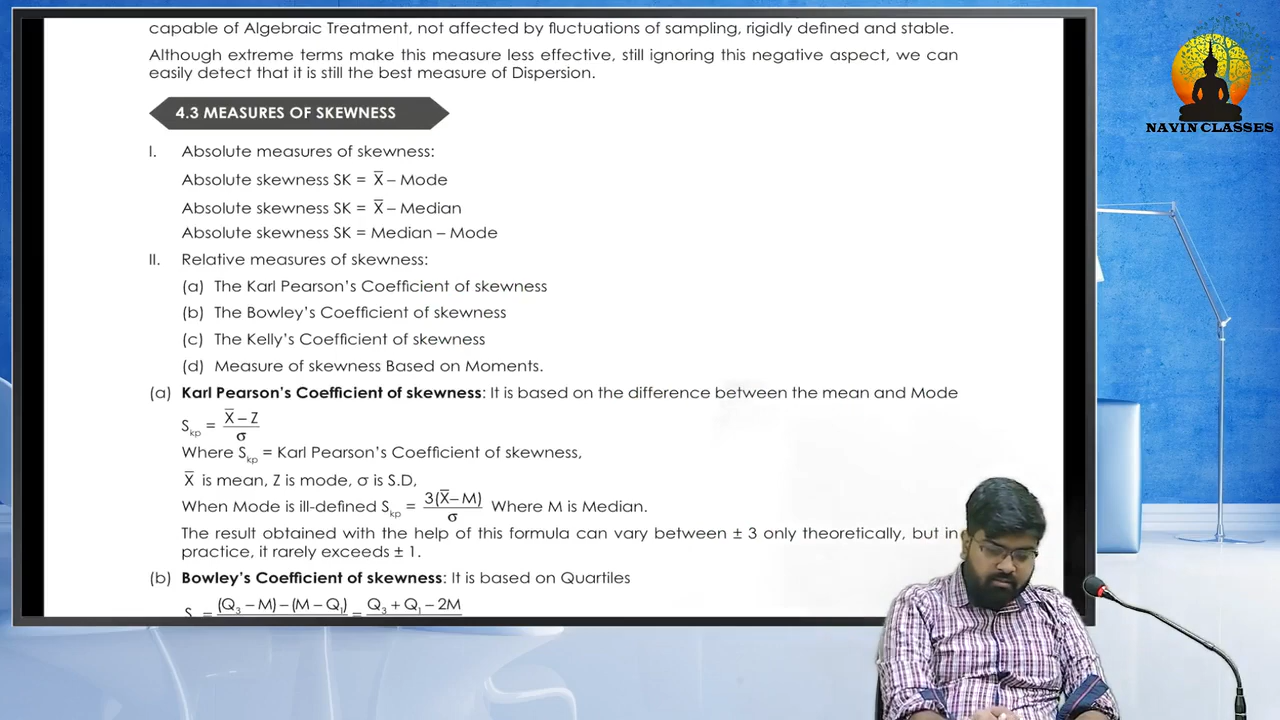 capable of Algebraic Treatment, not affected by fluctuations of sampling, rigidly defined and stable.
Although extreme terms make this measure less effective, still ignoring this negative aspect, we can
easily detect that it is still the best measure of Dispersion.
4.3 MEASURES OF SKEWNESS
I. Absolute measures of skewness:
Absolute skewness SK = X̅ – Mode
Absolute skewness SK = X̅ – Median
Absolute skewness SK = Median – Mode
II. Relative measures of skewness:
(a) The Karl Pearson's Coefficient of skewness
(b) The Bowley's Coefficient of skewness
(c) The Kelly's Coefficient of skewness
(d) Measure of skewness Based on Moments.
(a) Karl Pearson's Coefficient of skewness: It is based on the difference between the mean and Mode
S_kp = (X̅ – Z) / σ
Where S_kp = Karl Pearson's Coefficient of skewness,
X̅ is mean, Z is mode, σ is S.D,
When Mode is ill-defined S_kp = 3(X̅ – M) / σ Where M is Median.
The result obtained with the help of this formula can vary between ± 3 only theoretically, but in
practice, it rarely exceeds ± 1.
(b) Bowley's Coefficient of skewness: It is based on Quartiles
(Q₃ – M) – (M – Q₁) = Q₃ + Q₁ – 2M
NAVIN CLASSES